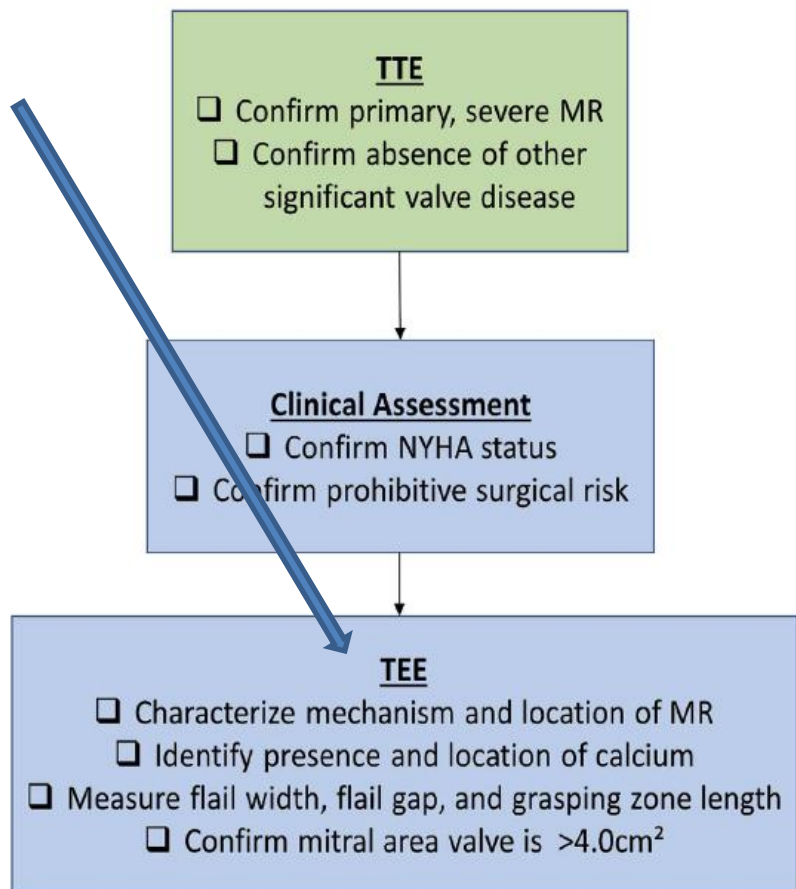 TTE
❑ Confirm primary, severe MR
❑ Confirm absence of other
significant valve disease
Clinical Assessment
❑ Confirm NYHA status
❑ Confirm prohibitive surgical risk
TEE
❑ Characterize mechanism and location of MR
❑ Identify presence and location of calcium
❑ Measure flail width, flail gap, and grasping zone length
❑ Confirm mitral area valve is >4.0cm²